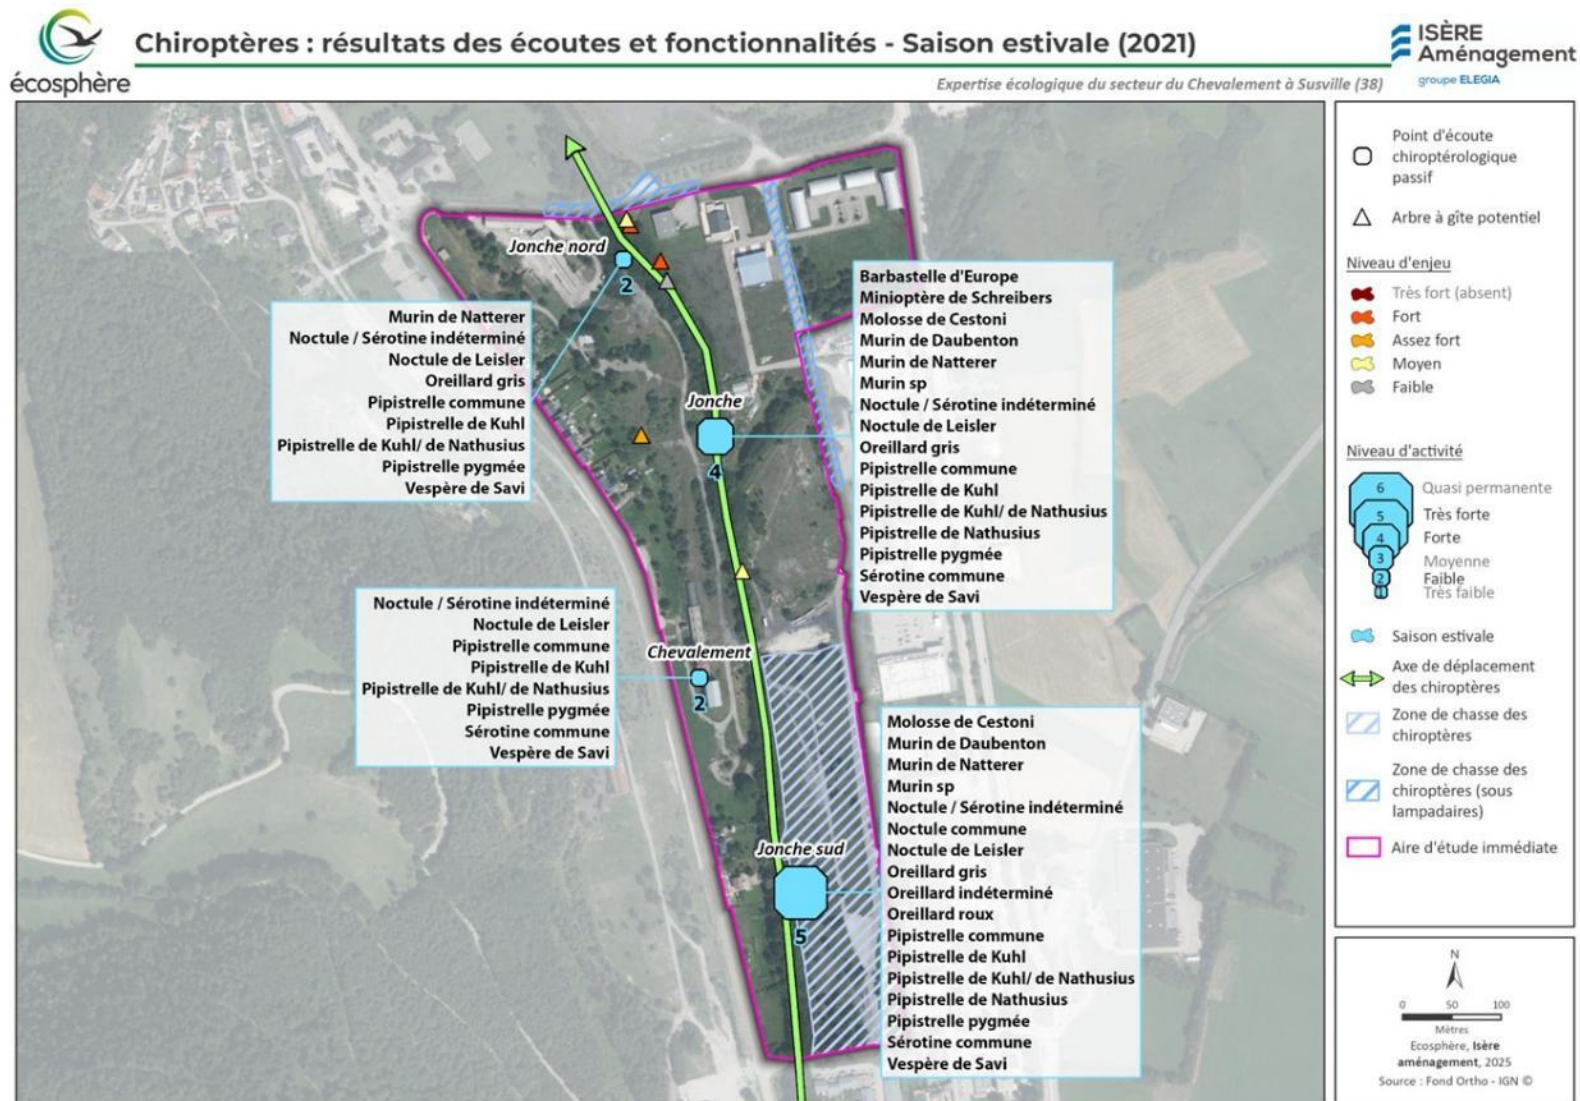 Chiroptères : résultats des écoutes et fonctionnalités - Saison estivale (2021)
écosphère
ISÈRE
Aménagement
groupe ELEGIA
Expertise écologique du secteur du Chevalement à Susville (38)
Jonche nord
2
Murin de Natterer
Noctule / Sérotine indéterminé
Noctule de Leisler
Oreillard gris
Pipistrelle commune
Pipistrelle de Kuhl
Pipistrelle de Kuhl/ de Nathusius
Pipistrelle pygmée
Vespère de Savi
Jonche
4
Barbastelle d'Europe
Minioptère de Schreibers
Molosse de Cestoni
Murin de Daubenton
Murin de Natterer
Murin sp
Noctule / Sérotine indéterminé
Noctule de Leisler
Oreillard gris
Pipistrelle commune
Pipistrelle de Kuhl
Pipistrelle de Kuhl/ de Nathusius
Pipistrelle de Nathusius
Pipistrelle pygmée
Sérotine commune
Vespère de Savi
Noctule / Sérotine indéterminé
Noctule de Leisler
Pipistrelle commune
Pipistrelle de Kuhl
Pipistrelle de Kuhl/ de Nathusius
Pipistrelle pygmée
Sérotine commune
Vespère de Savi
Chevalement
2
Jonche sud
5
Molosse de Cestoni
Murin de Daubenton
Murin de Natterer
Murin sp
Noctule / Sérotine indéterminé
Noctule commune
Noctule de Leisler
Oreillard gris
Oreillard indéterminé
Oreillard roux
Pipistrelle commune
Pipistrelle de Kuhl
Pipistrelle de Kuhl/ de Nathusius
Pipistrelle de Nathusius
Pipistrelle pygmée
Sérotine commune
Vespère de Savi
Point d'écoute
chiroptérologique
passif
Arbre à gîte potentiel
Niveau d'enjeu
Très fort (absent)
Fort
Assez fort
Moyen
Faible
Niveau d'activité
6 Quasi permanente
5 Très forte
4 Forte
3 Moyenne
2 Faible
Très faible
Saison estivale
Axe de déplacement
des chiroptères
Zone de chasse des
chiroptères
Zone de chasse des
chiroptères (sous
lampadaires)
Aire d'étude immédiate
N
0 50 100
Mètres
Ecosphère, Isère
aménagement, 2025
Source : Fond Ortho - IGN ©